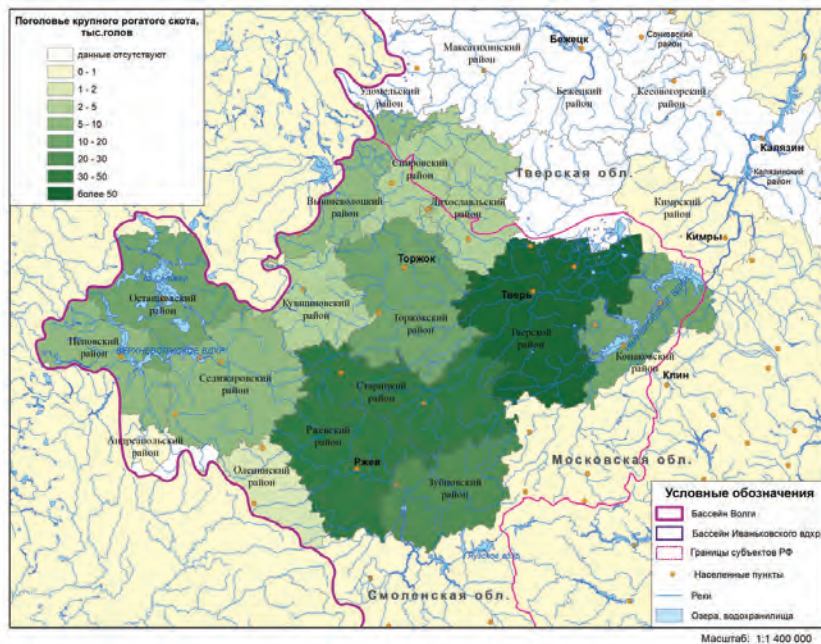 Поголовье крупного рогатого скота,
тыс.голов
данные отсутствуют
0 - 1
1 - 2
2 - 5
5 - 10
10 - 20
20 - 30
30 - 50
более 50
Максатихинский
район
Бежецк
Сонковский
район
Удомельский
район
Бежецкий
район
Кесовогорский
район
Калязин
Калязинский
район
Спировский
район
Тверская обл.
Вышневолоцкий
район
Лихославльский
район
Кимрский
район
Кимры
Торжок
Осташковский
район
Кувшиновский
район
Тверь
Торжокский
район
Тверской
район
Пеновский
район
ВЕРХНЕВОЛЖСКОЕ ВДХР.
Конаковский
район
Селижаровский
район
Клин
Старицкий
район
Андреапольский
район
Ржевский
район
Московская обл.
Оленинский
район
Ржев
Зубцовский
район
Смоленская обл.
Условные обозначения
Бассейн Волги
Бассейн Иваньковского вдхр.
Границы субъектов РФ
Населенные пункты
Реки
Озера, водохранилища
Масштаб: 1:1 400 000